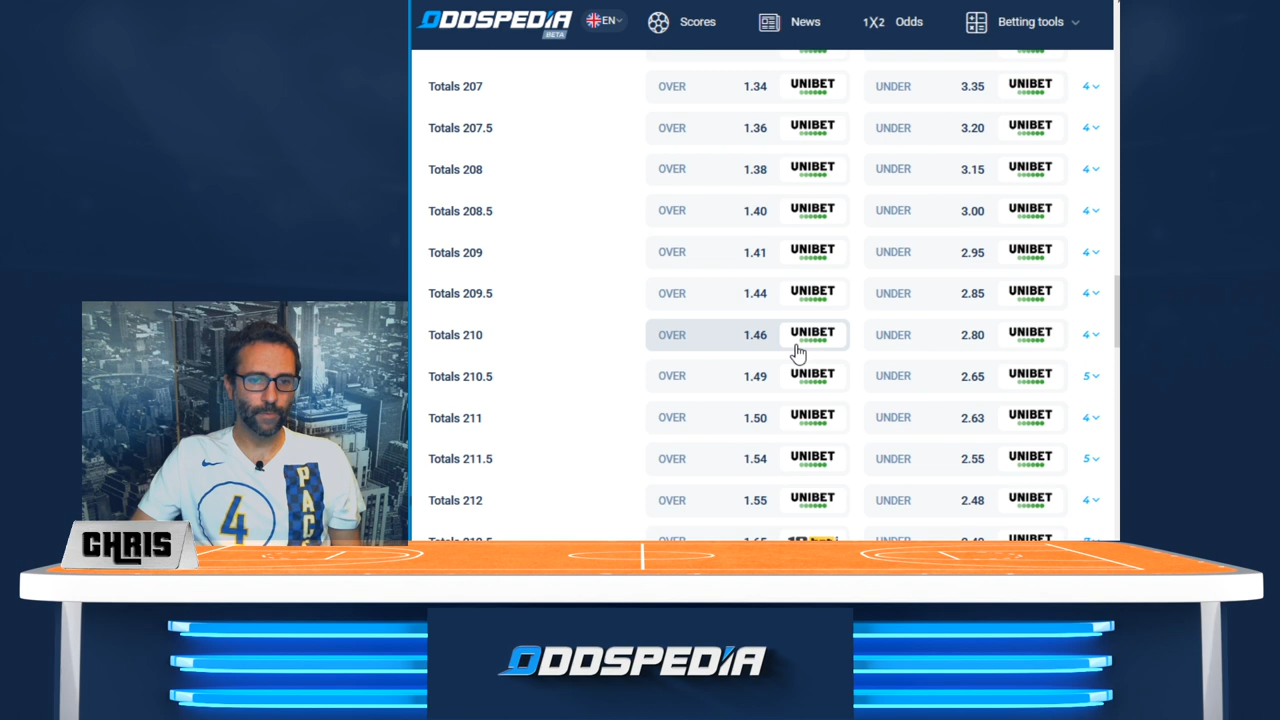 ODDSPEDIA
BETA
EN
Scores
News
1X2 Odds
Betting tools
Totals 207 OVER 1.34 UNIBET UNDER 3.35 UNIBET 4
Totals 207.5 OVER 1.36 UNIBET UNDER 3.20 UNIBET 4
Totals 208 OVER 1.38 UNIBET UNDER 3.15 UNIBET 4
Totals 208.5 OVER 1.40 UNIBET UNDER 3.00 UNIBET 4
Totals 209 OVER 1.41 UNIBET UNDER 2.95 UNIBET 4
Totals 209.5 OVER 1.44 UNIBET UNDER 2.85 UNIBET 4
Totals 210 OVER 1.46 UNIBET UNDER 2.80 UNIBET 4
Totals 210.5 OVER 1.49 UNIBET UNDER 2.65 UNIBET 5
Totals 211 OVER 1.50 UNIBET UNDER 2.63 UNIBET 4
Totals 211.5 OVER 1.54 UNIBET UNDER 2.55 UNIBET 5
Totals 212 OVER 1.55 UNIBET UNDER 2.48 UNIBET 4
4
PACE
CHRIS
ODDSPEDIA